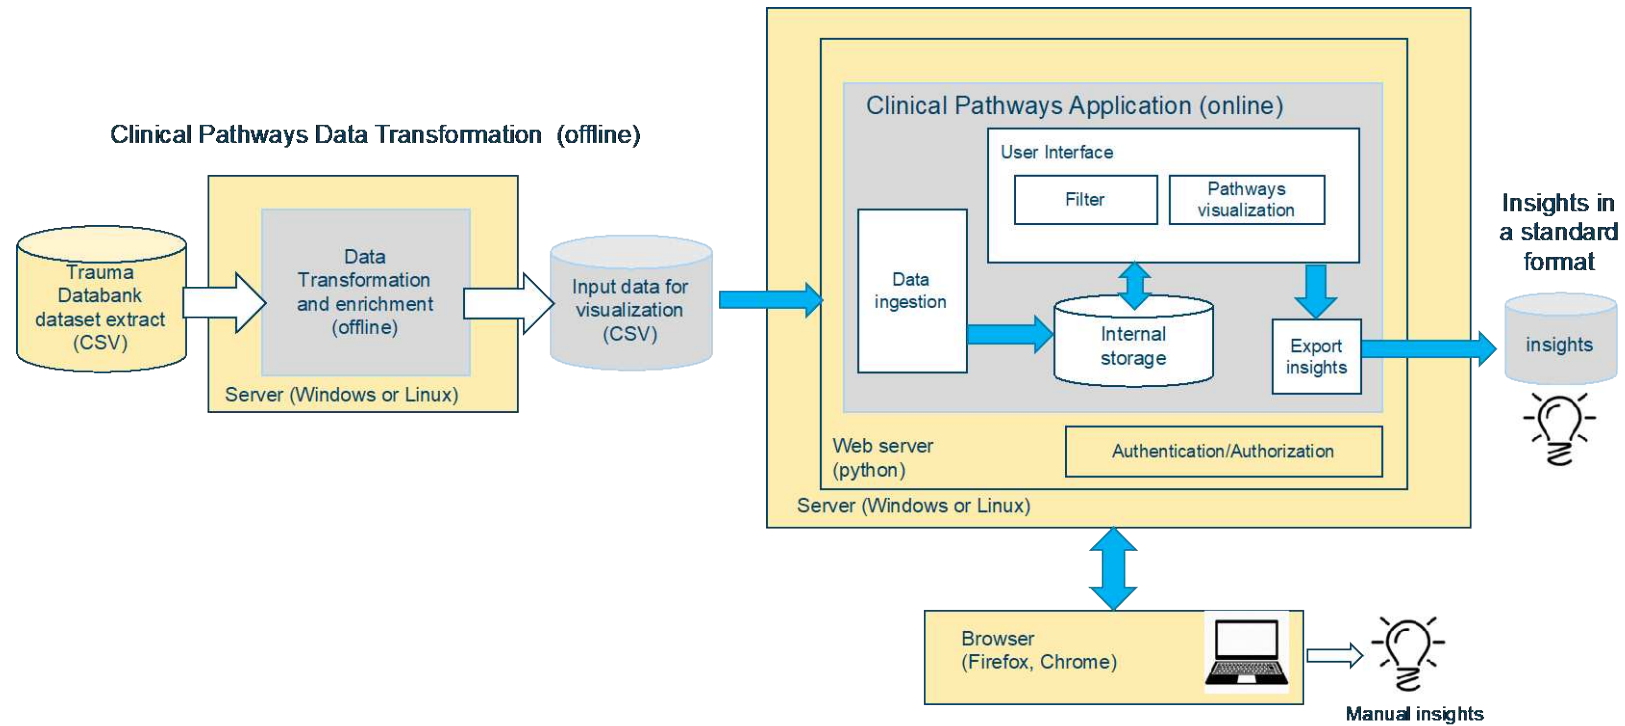 Clinical Pathways Data Transformation (offline)
Trauma
Databank
dataset extract
(CSV)
Data
Transformation
and enrichment
(offline)
Server (Windows or Linux)
Input data for
visualization
(CSV)
Clinical Pathways Application (online)
User Interface
Filter
Pathways
visualization
Data
ingestion
Internal
storage
Export
insights
Web server
(python)
Authentication/Authorization
Server (Windows or Linux)
Insights in
a standard
format
insights
Browser
(Firefox, Chrome)
Manual insights